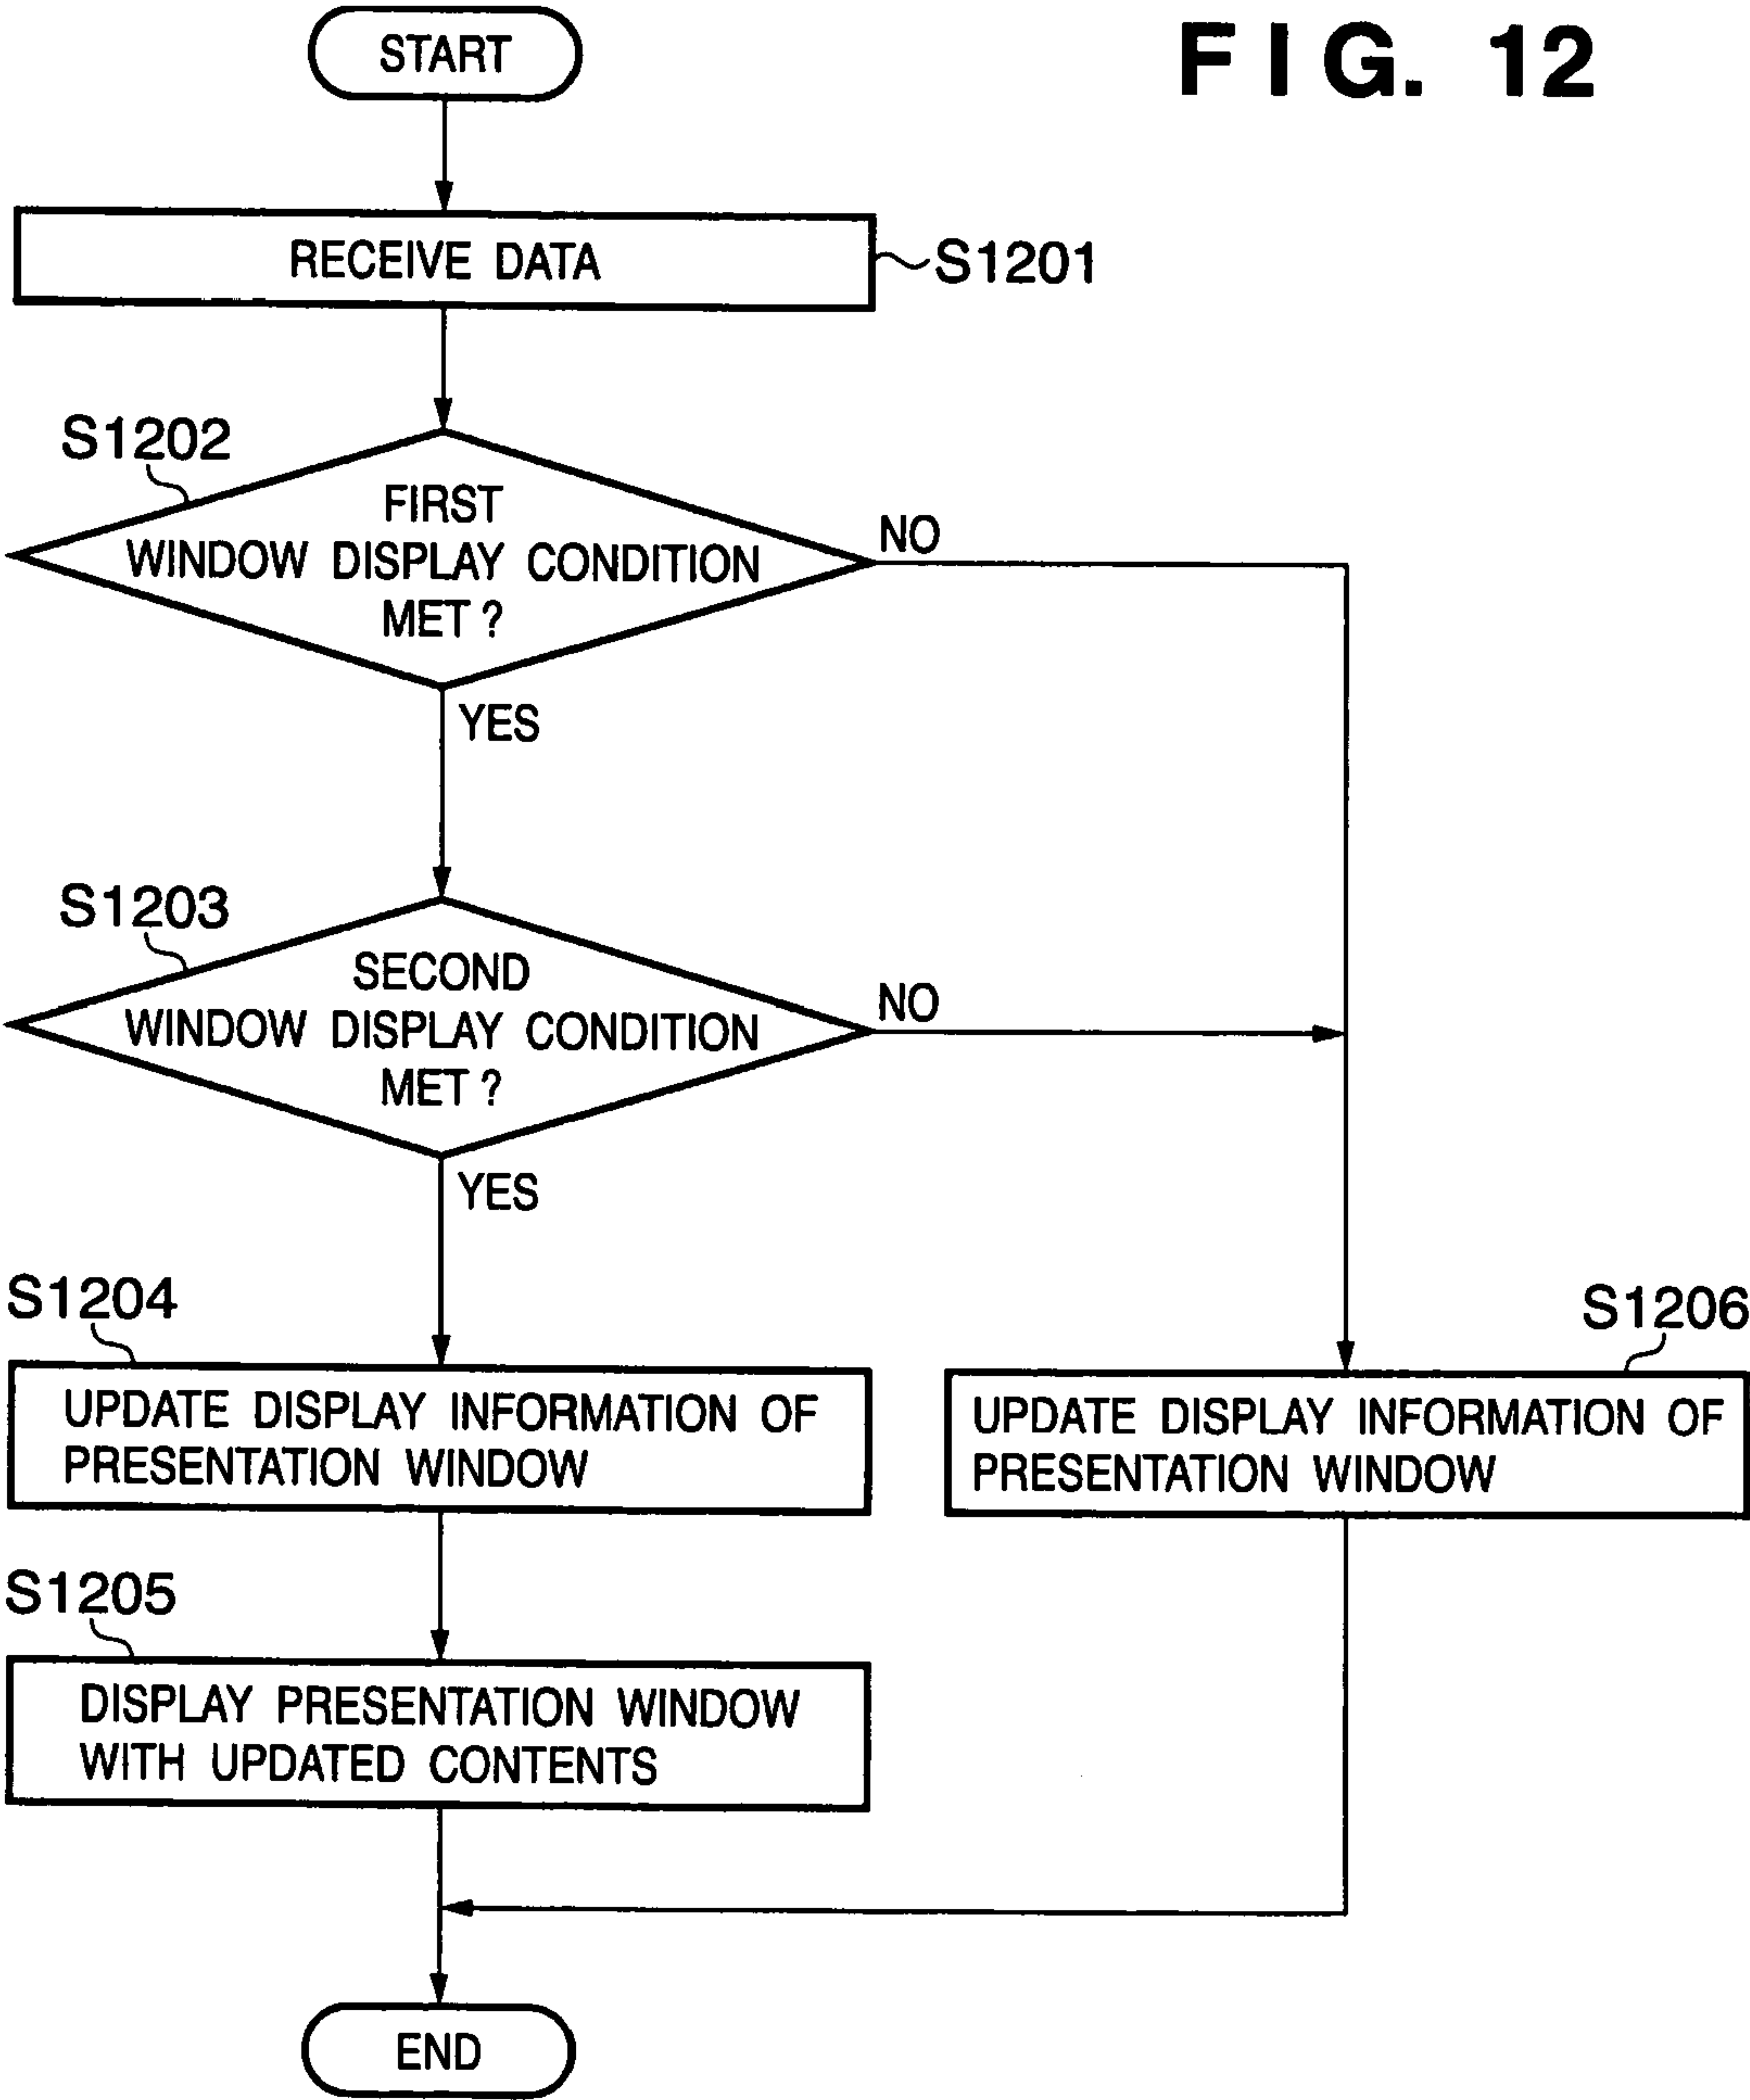 FIG. 12
START
RECEIVE DATA
S1201
S1202
FIRST
WINDOW DISPLAY CONDITION
MET?
NO
YES
S1203
SECOND
WINDOW DISPLAY CONDITION
MET?
NO
YES
S1204
UPDATE DISPLAY INFORMATION OF
PRESENTATION WINDOW
S1206
UPDATE DISPLAY INFORMATION OF
PRESENTATION WINDOW
S1205
DISPLAY PRESENTATION WINDOW
WITH UPDATED CONTENTS
END